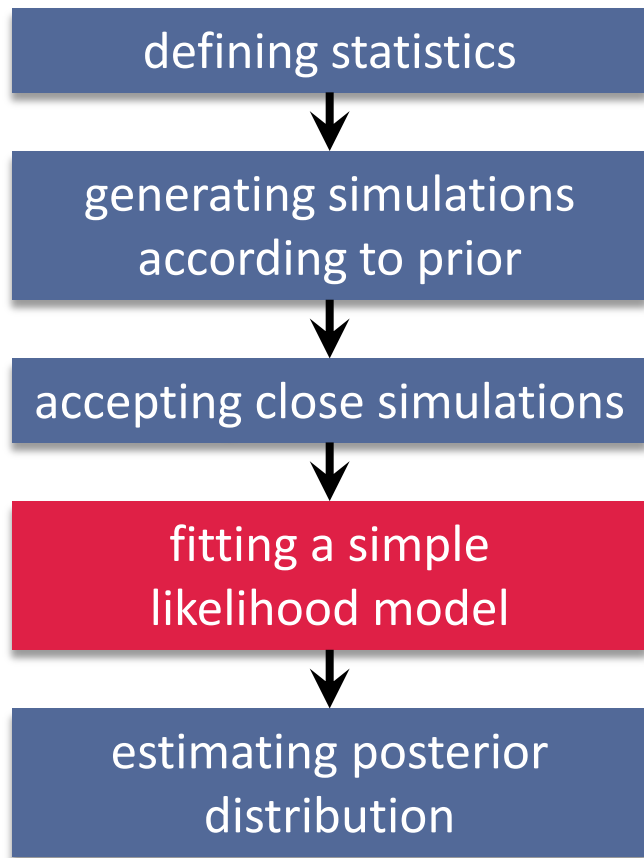 defining statistics
generating simulations
according to prior
accepting close simulations
fitting a simple
likelihood model
estimating posterior
distribution